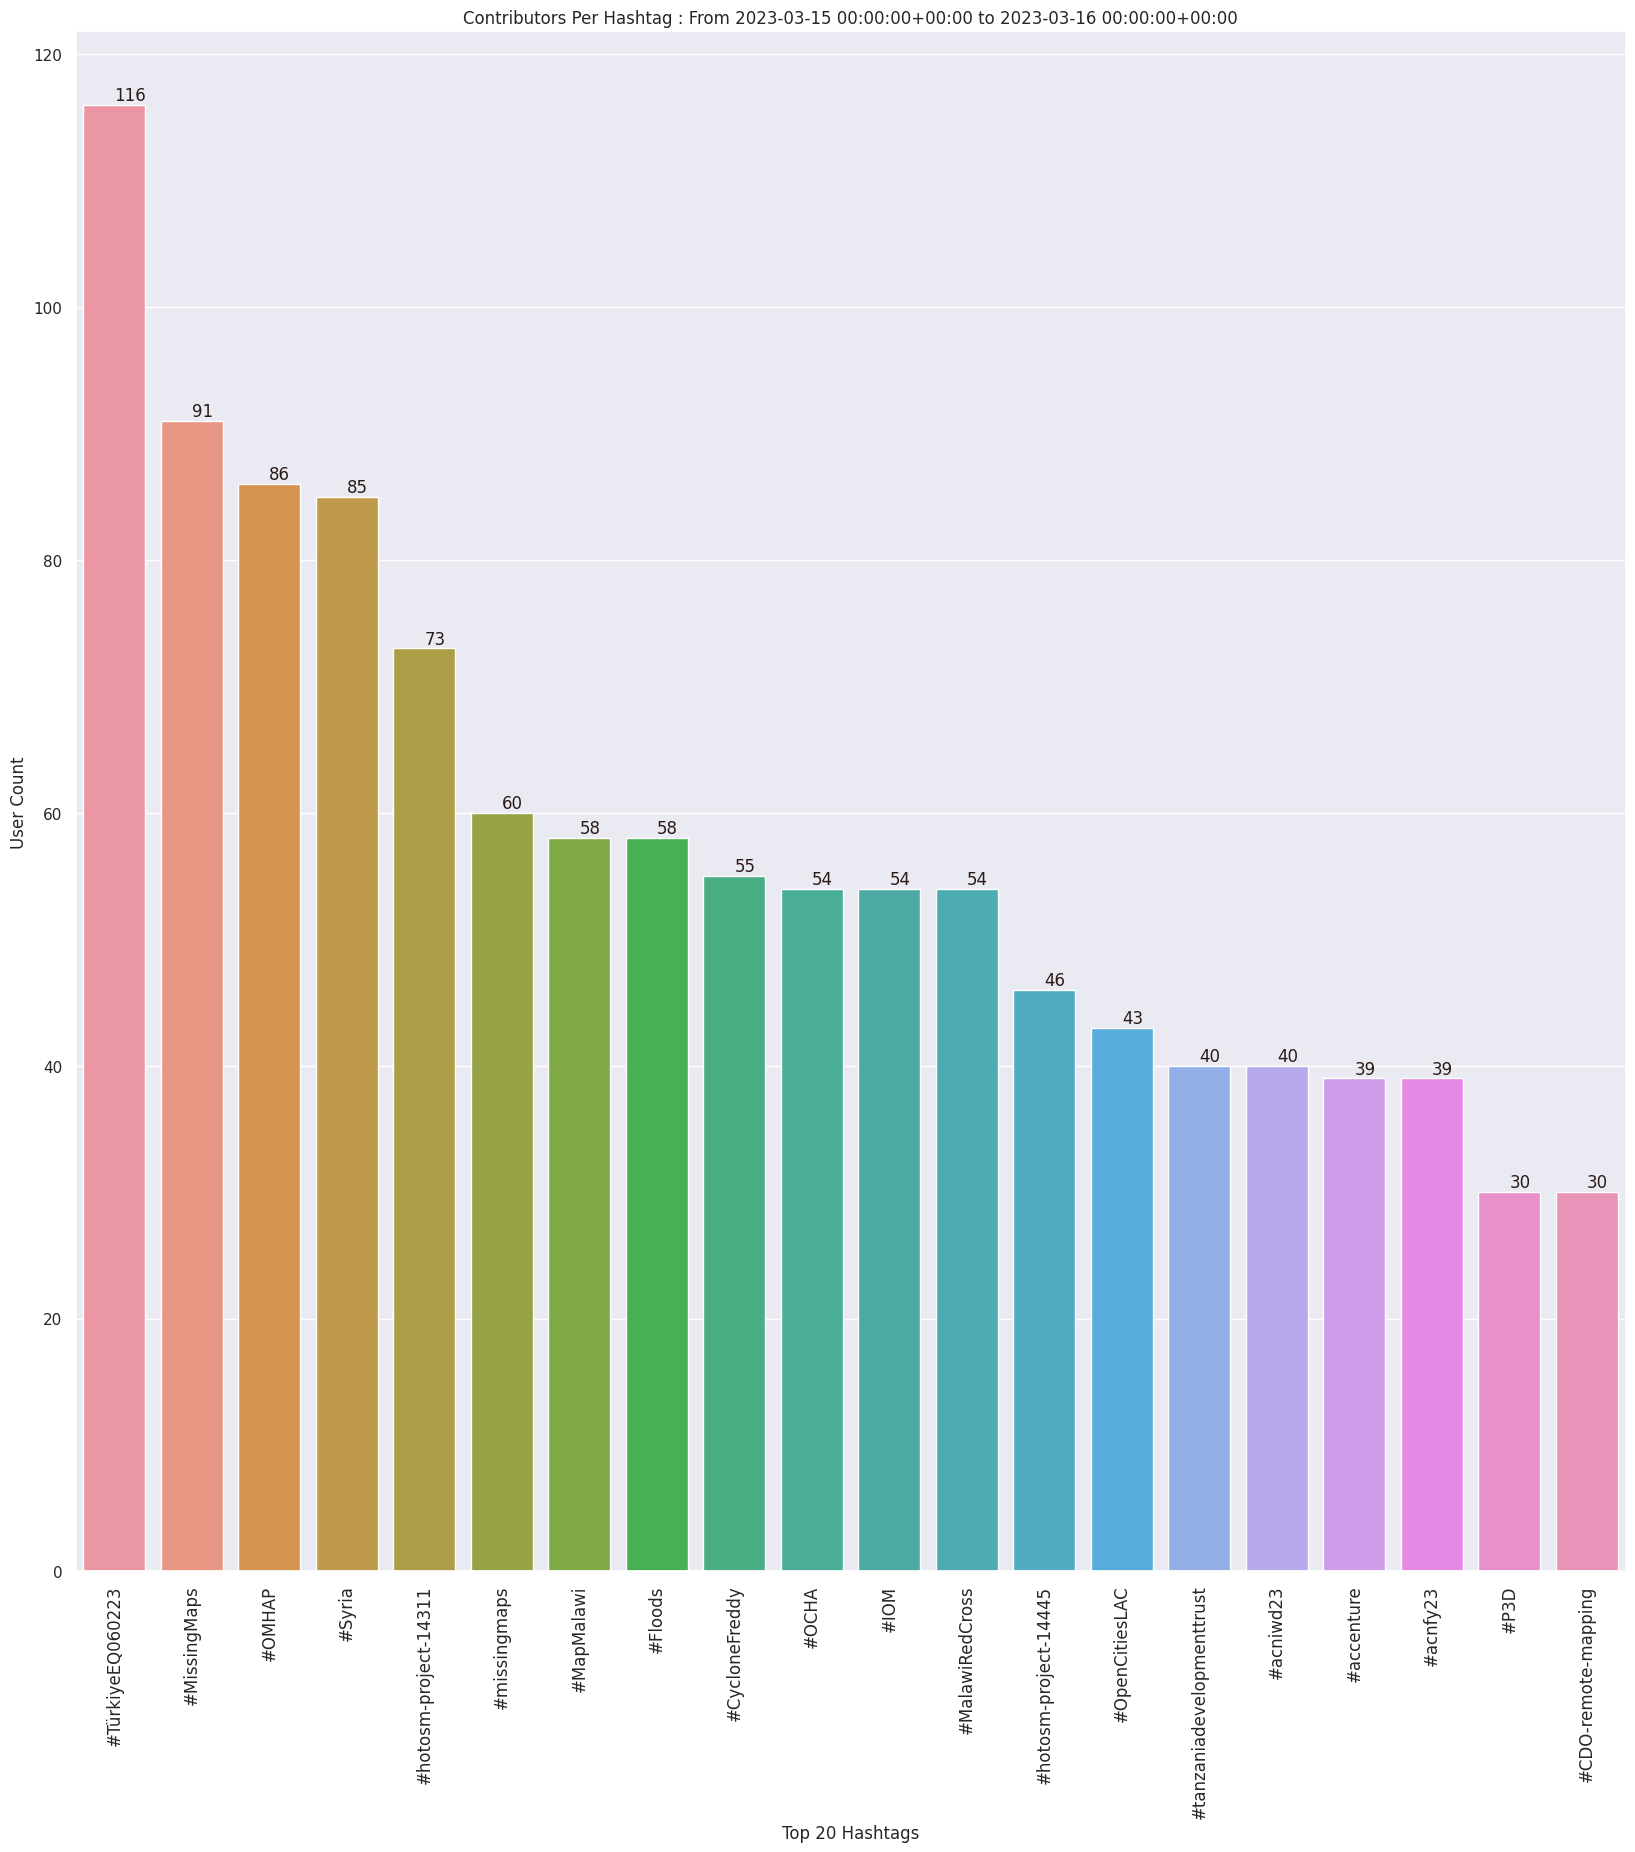 Contributors Per Hashtag : From 2023-03-15 00:00:00+00:00 to 2023-03-16 00:00:00+00:00
120
100
80
60
40
20
0
User Count
116
91
86
85
73
60
58
58
55
54
54
54
46
43
40
40
39
39
30
30
#TürkiyeEQ060223
#MissingMaps
#OMHAP
#Syria
#hotosm-project-14311
#missingmaps
#MapMalawi
#Floods
#CycloneFreddy
#OCHA
#IOM
#MalawiRedCross
#hotosm-project-14445
#OpenCitiesLAC
#tanzaniadevelopmenttrust
#acniwd23
#accenture
#acnfy23
#P3D
#CDO-remote-mapping
Top 20 Hashtags